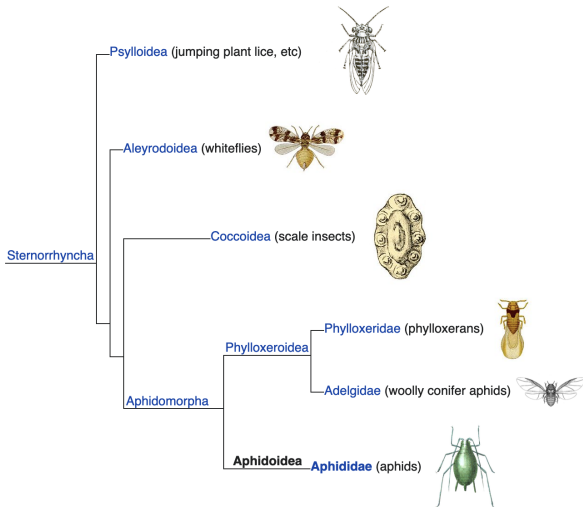 Psylloidea (jumping plant lice, etc)
Aleyrodoidea (whiteflies)
Coccoidea (scale insects)
Sternorrhyncha
Phylloxeridae (phylloxerans)
Phylloxeroidea
Adelgidae (woolly conifer aphids)
Aphidomorpha
Aphidoidea
Aphididae (aphids)